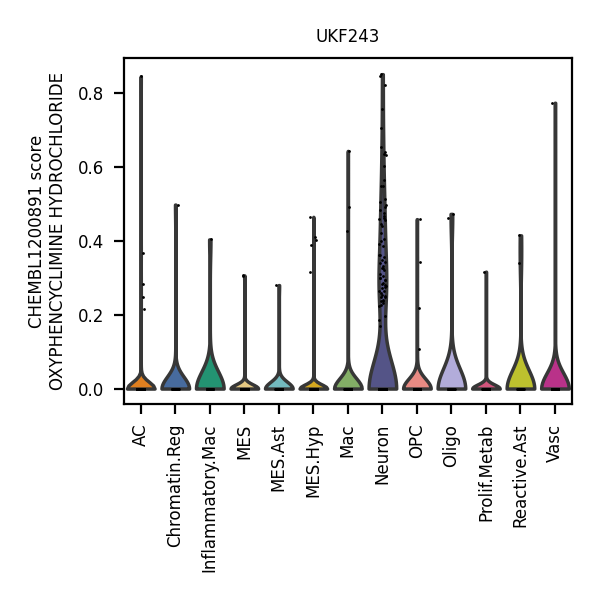 UKF243
CHEMBL1200891 score
OXYPHENCYCLIMINE HYDROCHLORIDE
0.8
0.6
0.4
0.2
0.0
AC
Chromatin.Reg
Inflammatory.Mac
MES
MES.Ast
MES.Hyp
Mac
Neuron
OPC
Oligo
Prolif.Metab
Reactive.Ast
Vasc